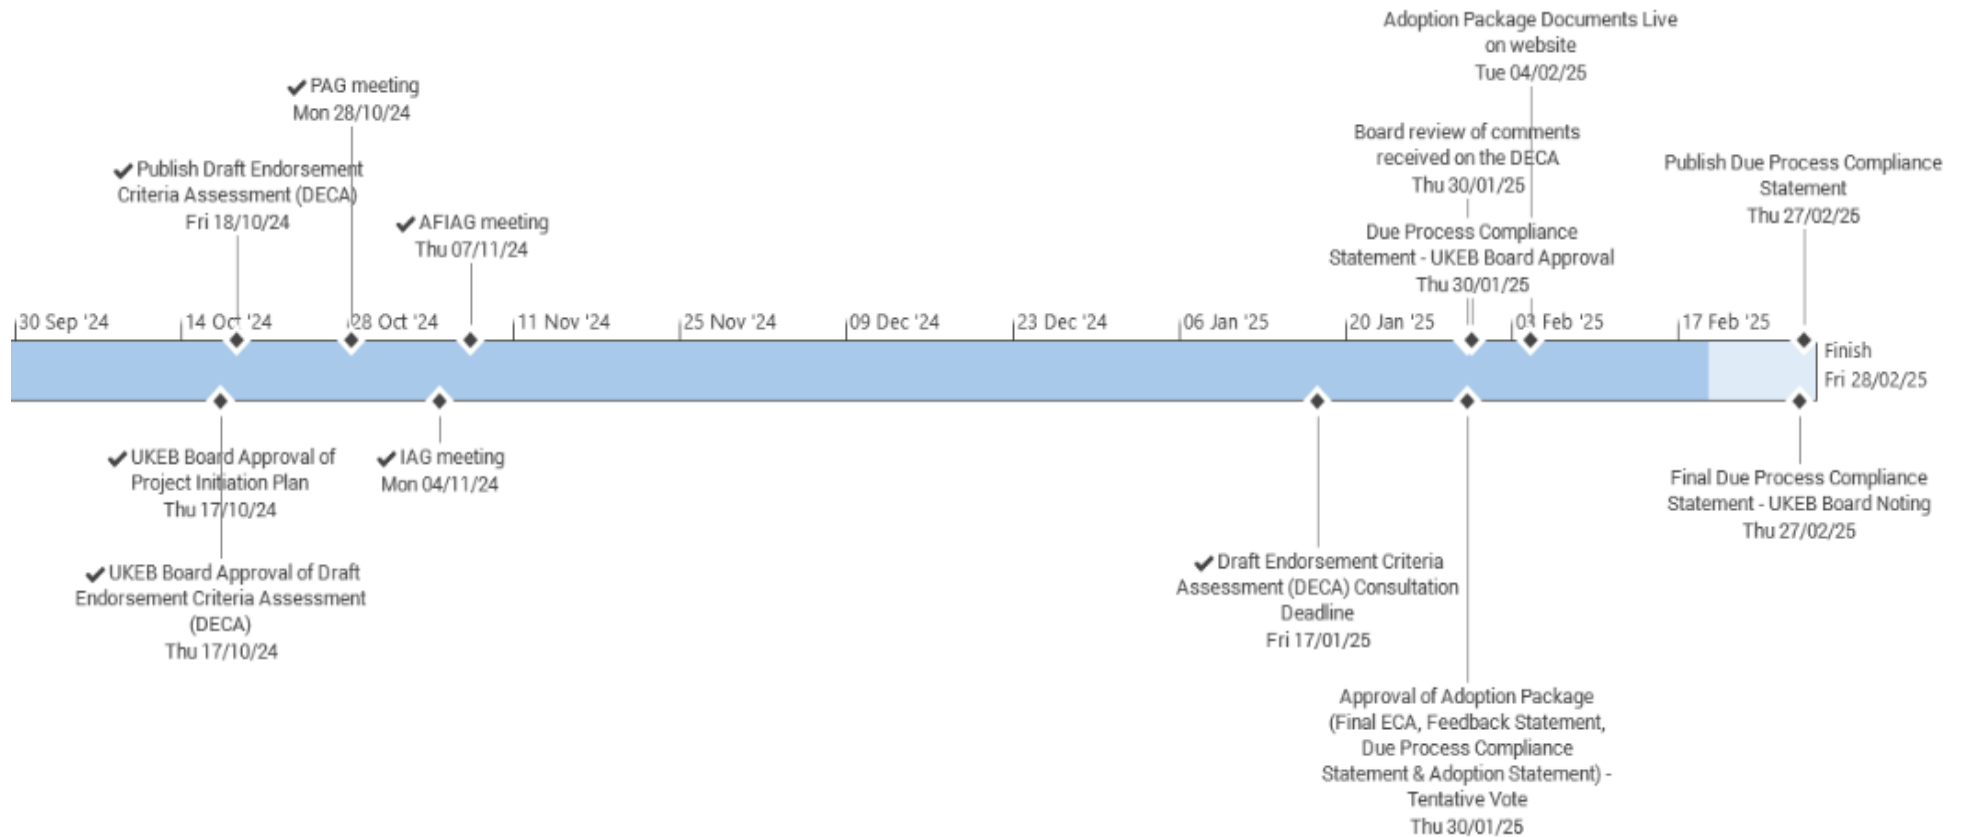 Adoption Package Documents Live
on website
Tue 04/02/25
✔ PAG meeting
Mon 28/10/24
Board review of comments
received on the DECA
Thu 30/01/25
✔ Publish Draft Endorsement
Criteria Assessment (DECA)
Fri 18/10/24
Publish Due Process Compliance
Statement
Thu 27/02/25
✔ AFIAG meeting
Thu 07/11/24
Due Process Compliance
Statement - UKEB Board Approval
Thu 30/01/25
30 Sep '24
14 Oct '24
28 Oct '24
11 Nov '24
25 Nov '24
09 Dec '24
23 Dec '24
06 Jan '25
20 Jan '25
03 Feb '25
17 Feb '25
Finish
Fri 28/02/25
✔ UKEB Board Approval of
Project Initiation Plan
Thu 17/10/24
✔ IAG meeting
Mon 04/11/24
Final Due Process Compliance
Statement - UKEB Board Noting
Thu 27/02/25
✔ UKEB Board Approval of Draft
Endorsement Criteria Assessment
(DECA)
Thu 17/10/24
✔ Draft Endorsement Criteria
Assessment (DECA) Consultation
Deadline
Fri 17/01/25
Approval of Adoption Package
(Final ECA, Feedback Statement,
Due Process Compliance
Statement & Adoption Statement) -
Tentative Vote
Thu 30/01/25